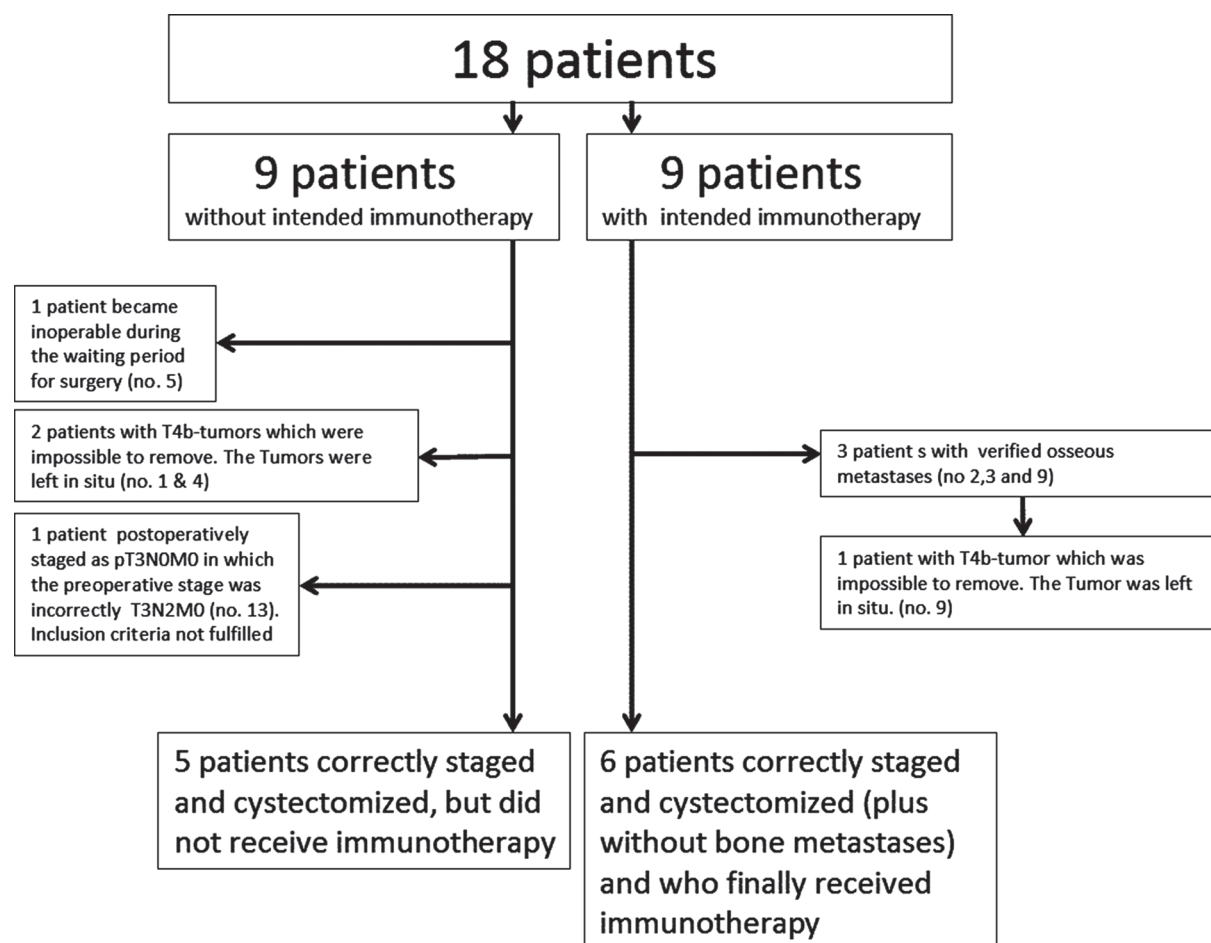 18 patients
9 patients
without intended immunotherapy
9 patients
with intended immunotherapy
1 patient became
inoperable during
the waiting period
for surgery (no. 5)
2 patients with T4b-tumors which were
impossible to remove. The Tumors were
left in situ (no. 1 & 4)
3 patient s with verified osseous
metastases (no 2,3 and 9)
1 patient postoperatively
staged as pT3N0M0 in which
the preoperative stage was
incorrectly T3N2M0 (no. 13).
Inclusion criteria not fulfilled
1 patient with T4b-tumor which was
impossible to remove. The Tumor was left
in situ. (no. 9)
5 patients correctly staged
and cystectomized, but did
not receive immunotherapy
6 patients correctly staged
and cystectomized (plus
without bone metastases)
and who finally received
immunotherapy